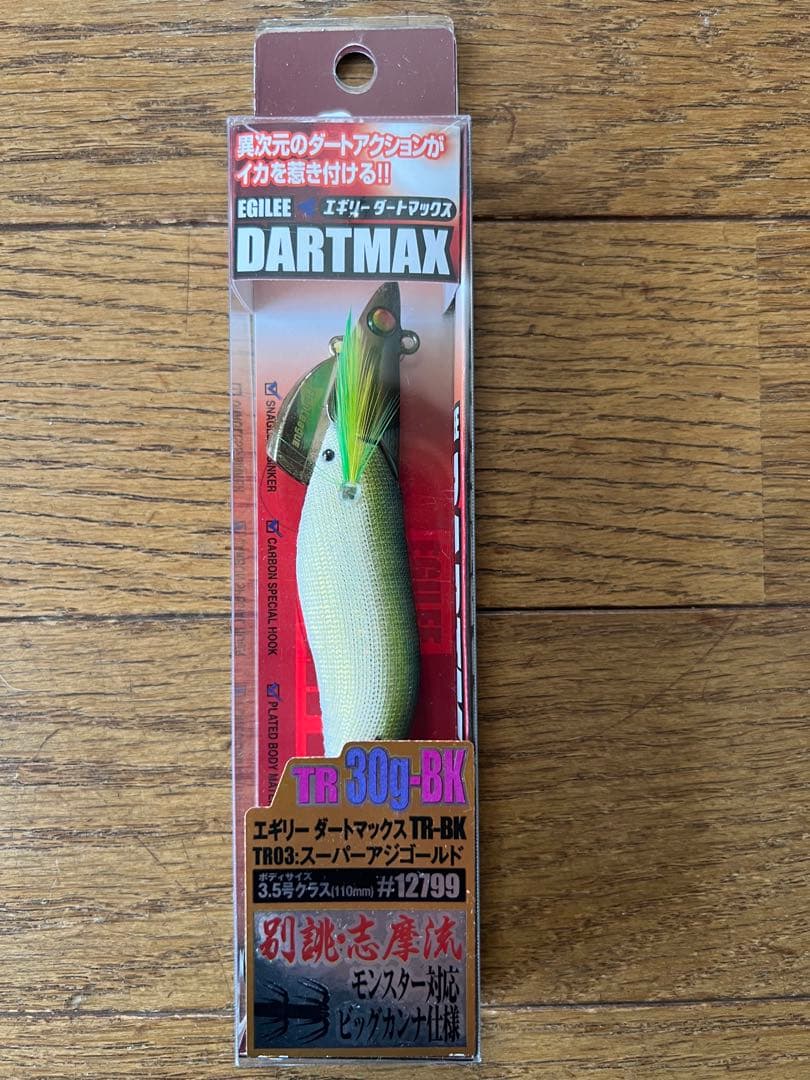 異次元のダートアクションが
イカを惹き付ける!!
EGILEE エギリー ダートマックス
DARTMAX
CARBON SPECIAL HOOK
PLATED BODY MATE
EGILEE
TR 30g-BK
エギリー ダートマックス TR-BK
TR03:スーパーアジゴールド
ボディサイズ
3.5号クラス(110mm) #12799
別誂・志摩流
モンスター対応
ビッグカンナ仕様